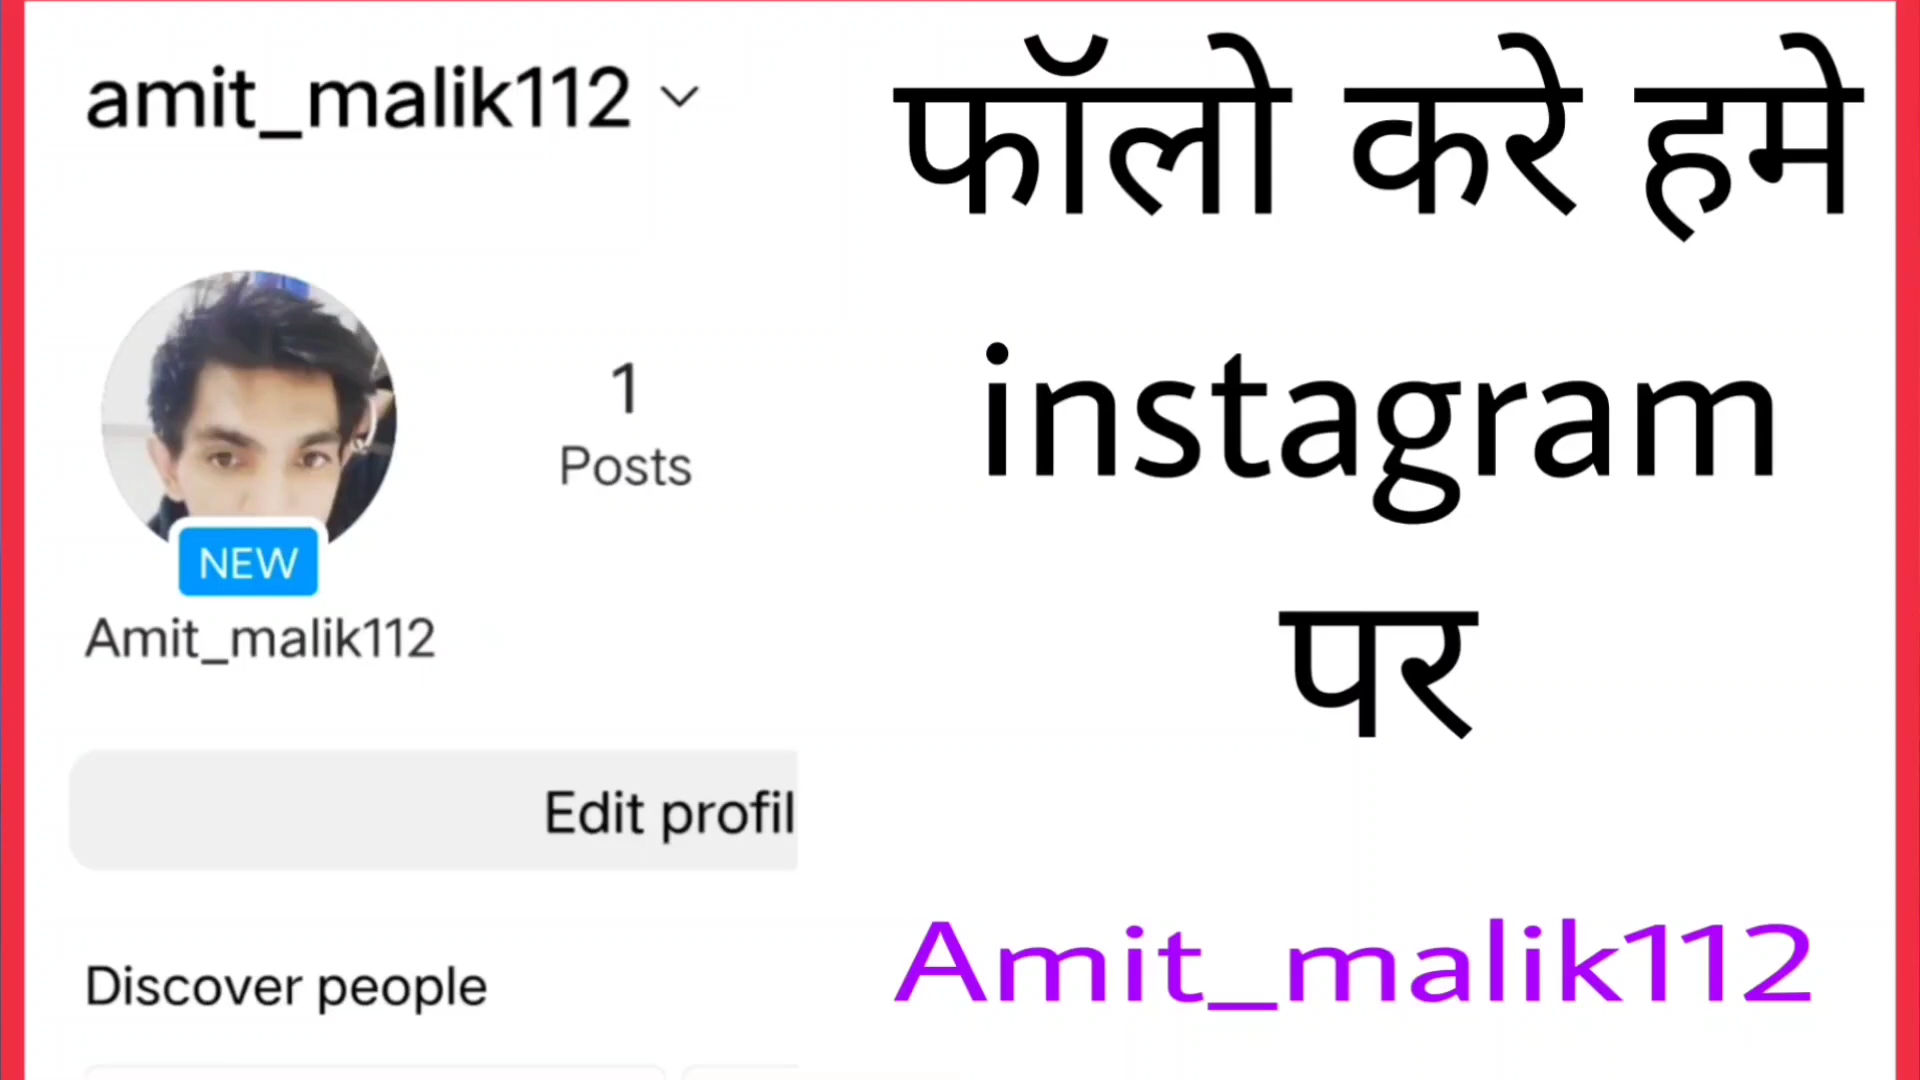 amit_malik112
1
Posts
NEW
Amit_malik112
Edit profil
Discover people
फॉलो करे हमे
instagram
पर
Amit_malik112